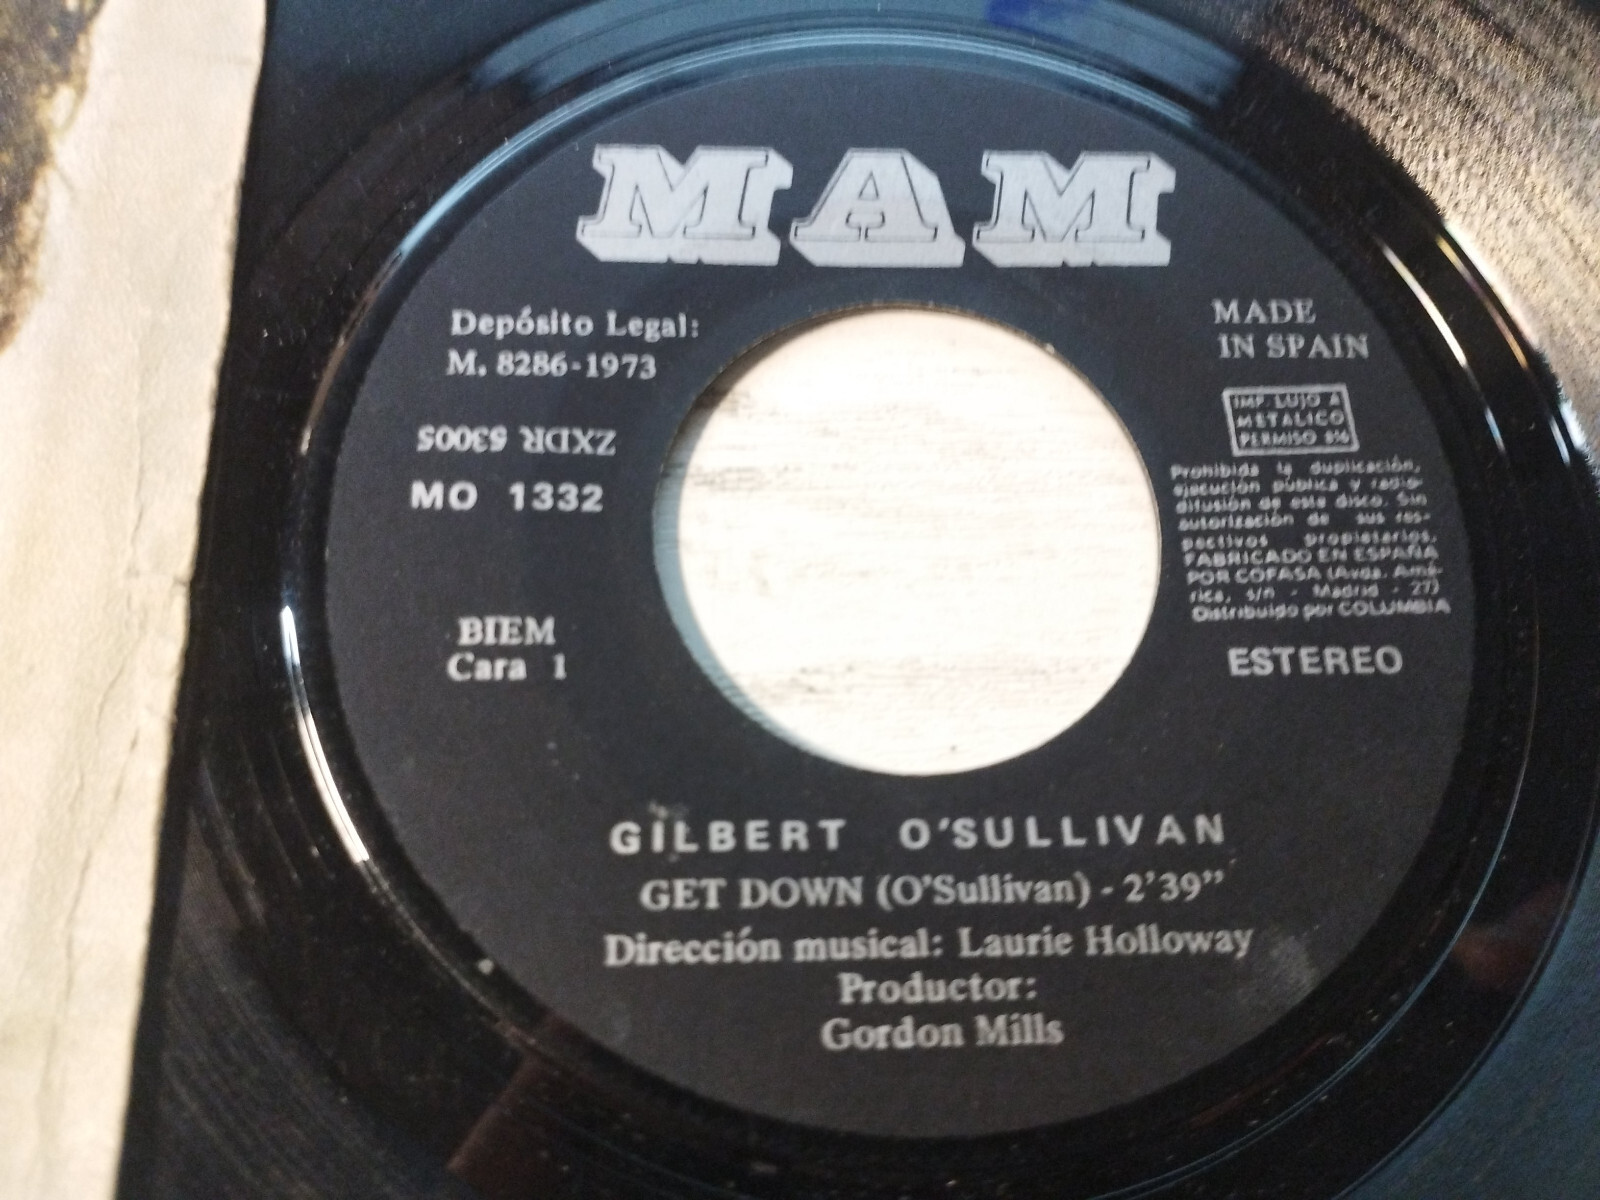 MAM
Depósito Legal:
M. 8286-1973
ZXDR 53005
MO 1332
BIEM
Cara 1
MADE
IN SPAIN
IMP. LUJO A
METALICO
PERMISO 816
Prohibida la duplicación,
ejecución pública y radio-
difusión de este disco. Sin
autorización de sus res-
pectivos propietarios.
FABRICADO EN ESPAÑA
POR COFASA (Avda. Amé-
rica, s/n - Madrid - 27)
Distribuido por COLUMBIA
ESTEREO
GILBERT O'SULLIVAN
GET DOWN (O'Sullivan) - 2'39"
Dirección musical: Laurie Holloway
Productor:
Gordon Mills